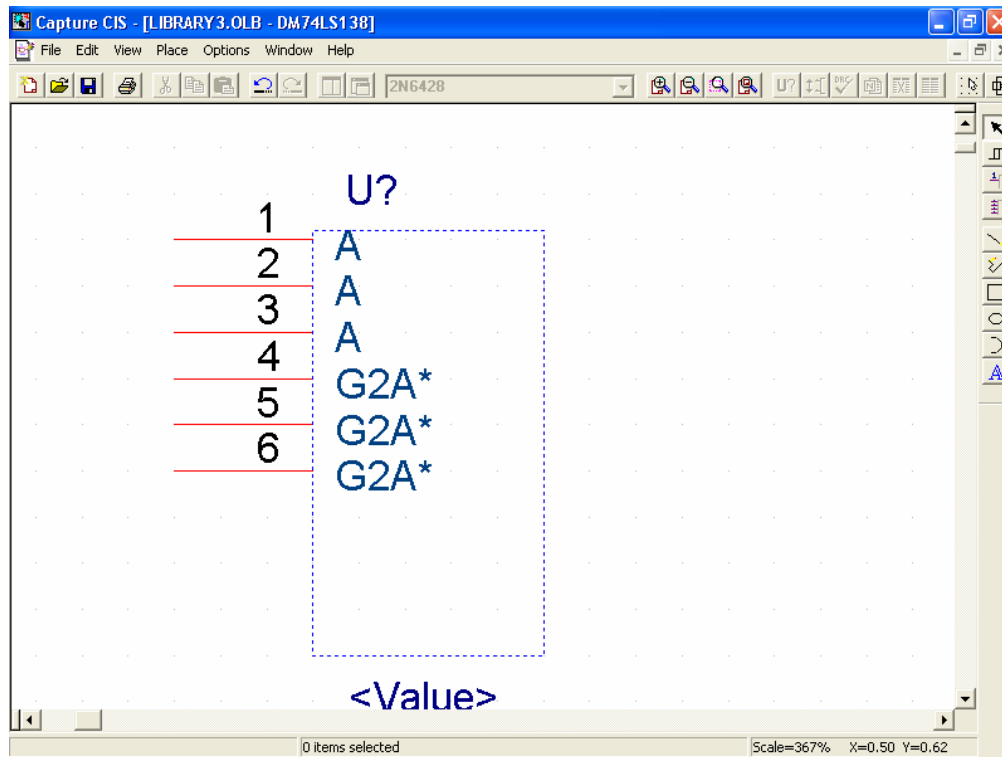 Capture CIS - [LIBRARY3.OLB - DM74LS138]
File Edit View Place Options Window Help
2N6428 U? DRC
U?
1 A
2 A
3 A
4 G2A*
5 G2A*
6 G2A*
<Value>
0 items selected Scale=367% X=0.50 Y=0.62